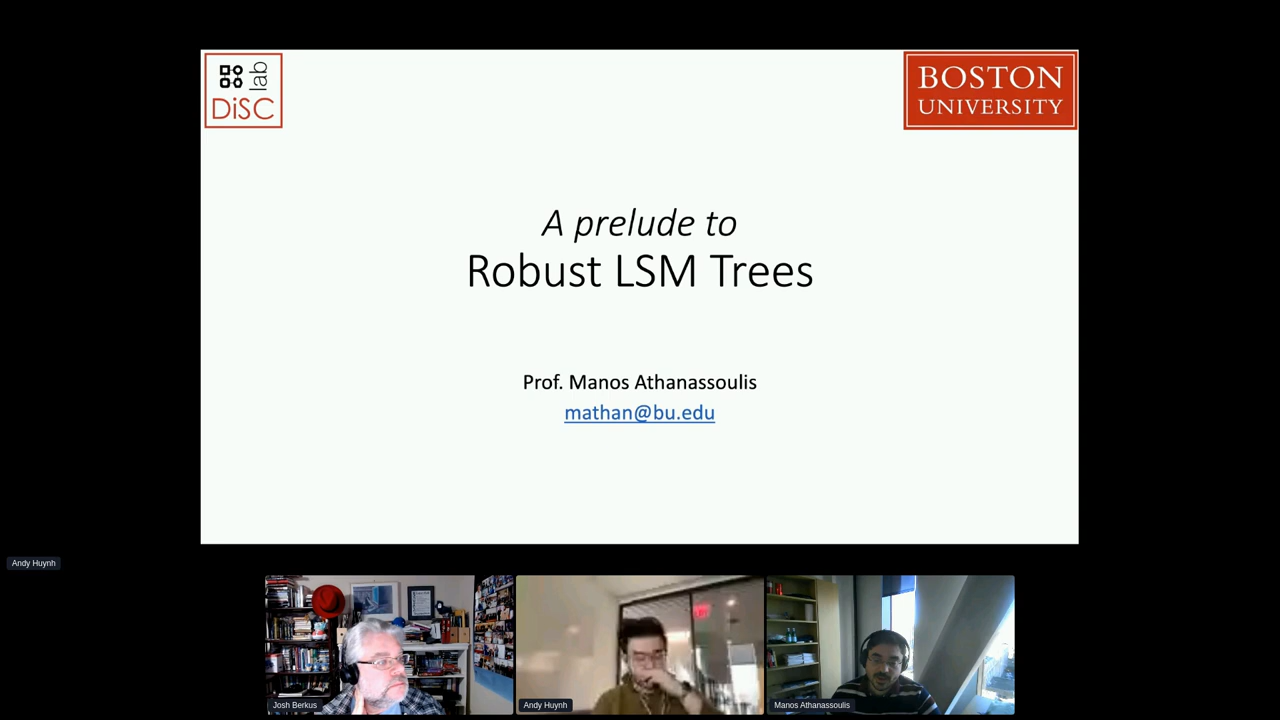 lab
DiSC
BOSTON
UNIVERSITY
A prelude to
Robust LSM Trees
Prof. Manos Athanassoulis
mathan@bu.edu
Andy Huynh
Josh Berkus
Andy Huynh
Manos Athanassoulis